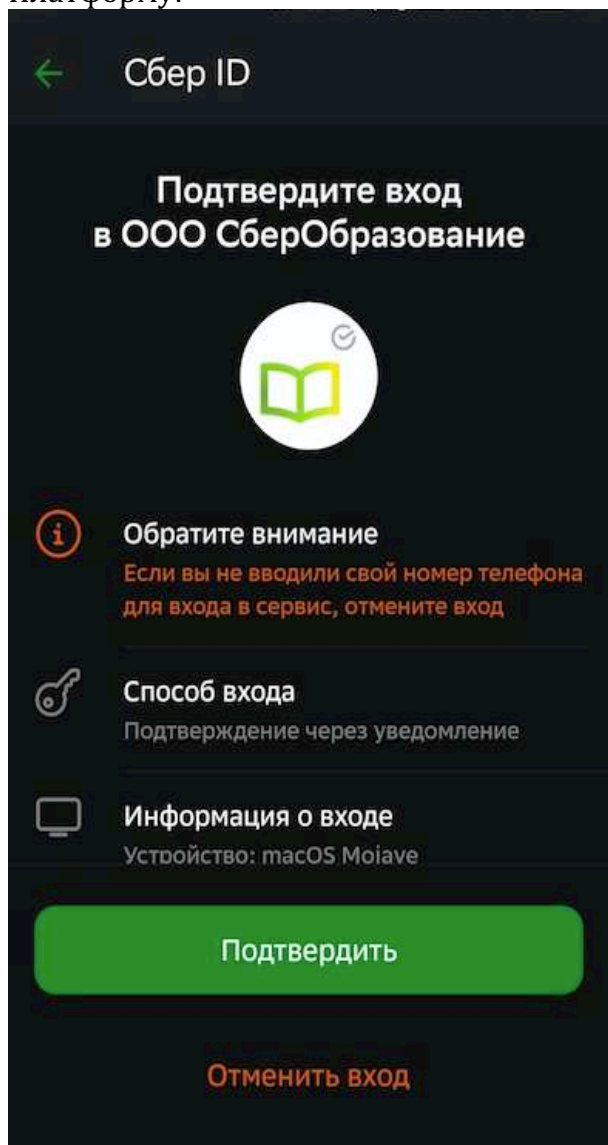 платформу.
Сбер ID
Подтвердите вход
в ООО СберОбразование
Обратите внимание
Если вы не вводили свой номер телефона
для входа в сервис, отмените вход
Способ входа
Подтверждение через уведомление
Информация о входе
Устройство: macOS Mojave
Подтвердить
Отменить вход